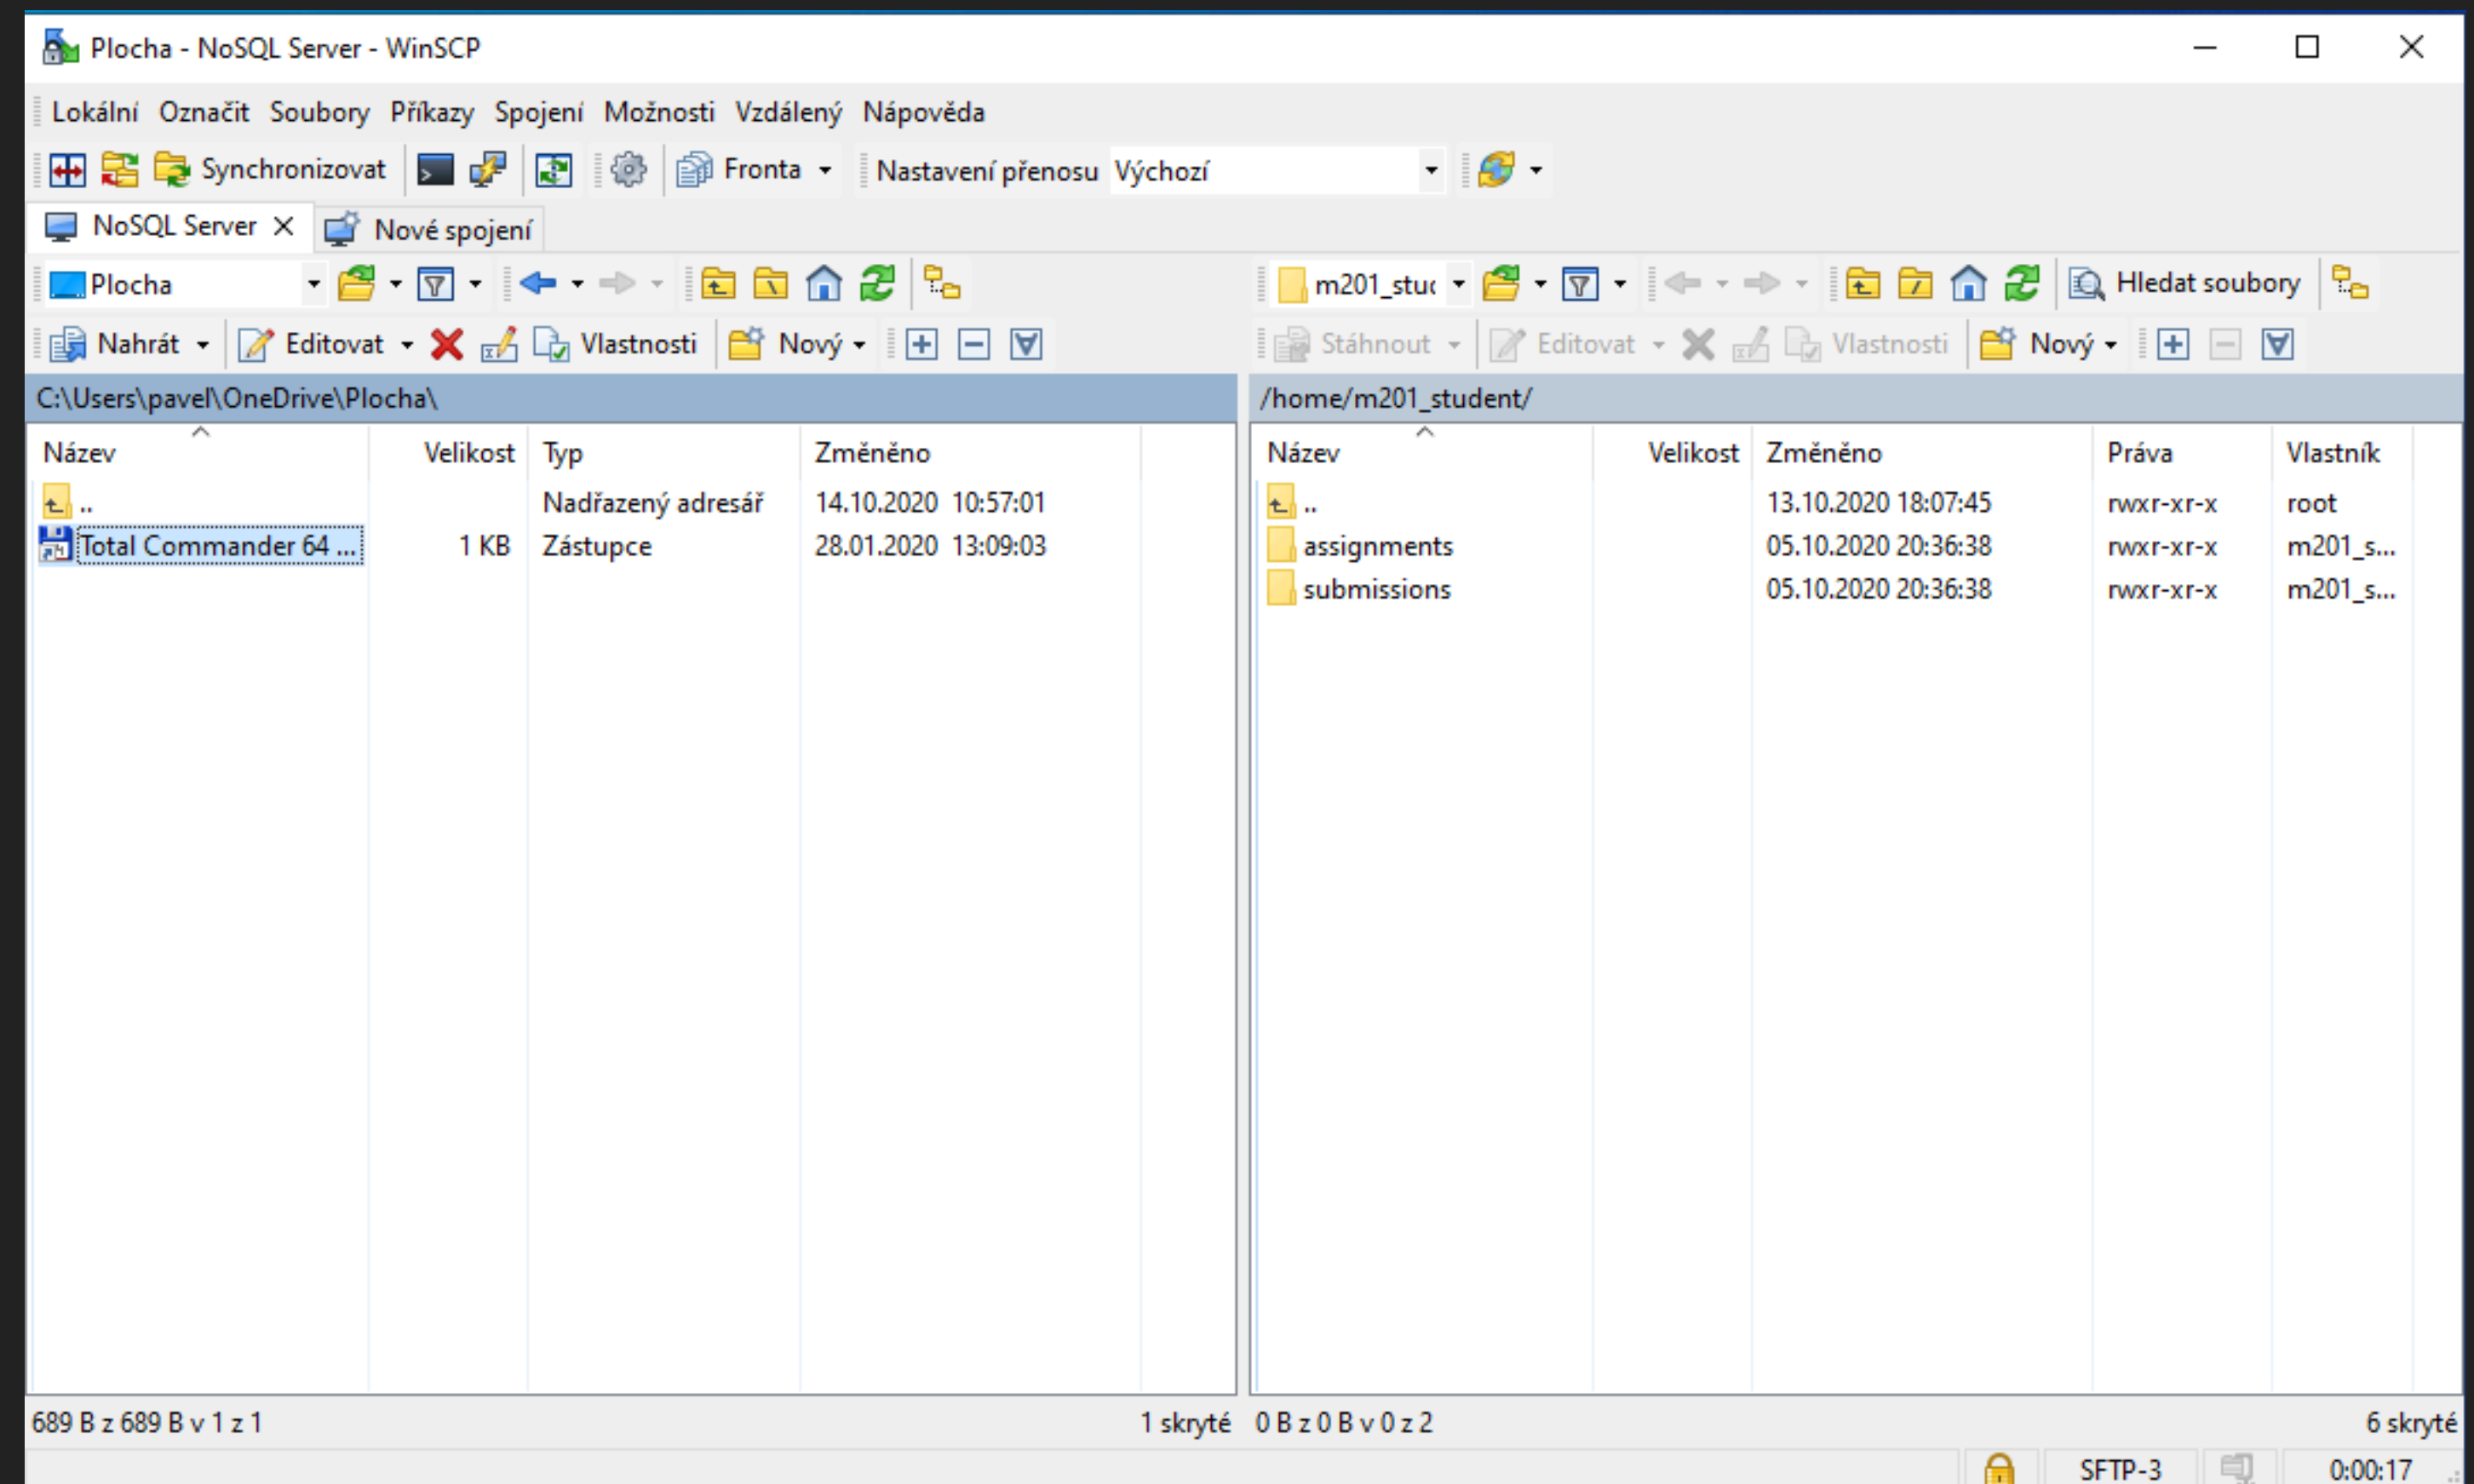 Plocha - NoSQL Server - WinSCP
Lokální Označit Soubory Příkazy Spojení Možnosti Vzdálený Nápověda
Synchronizovat Fronta Nastavení přenosu Výchozí
NoSQL Server Nové spojení
Plocha m201_stu Hledat soubory
Nahrát Editovat Vlastnosti Nový Stáhnout Editovat Vlastnosti Nový
C:\Users\pavel\OneDrive\Plocha\ /home/m201_student/
Název Velikost Typ Změněno Název Velikost Změněno Práva Vlastník
.. Nadřazený adresář 14.10.2020 10:57:01 .. 13.10.2020 18:07:45 rwxr-xr-x root
Total Commander 64 ... 1 KB Zástupce 28.01.2020 13:09:03 assignments 05.10.2020 20:36:38 rwxr-xr-x m201_s...
submissions 05.10.2020 20:36:38 rwxr-xr-x m201_s...
689 B z 689 B v 1 z 1 1 skryté 0 B z 0 B v 0 z 2 6 skryté
SFTP-3 0:00:17